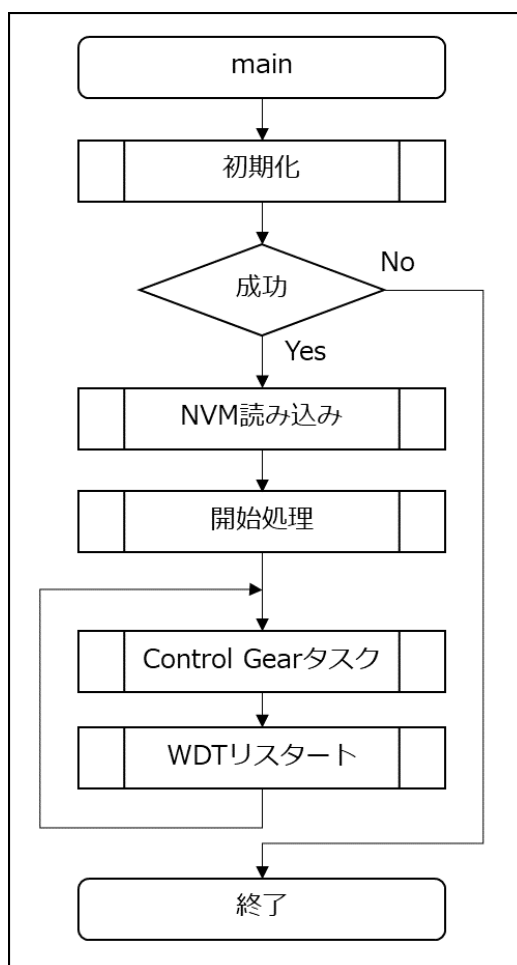 main
初期化
成功
No
Yes
NVM読み込み
開始処理
Control Gearタスク
WDTリスタート
終了